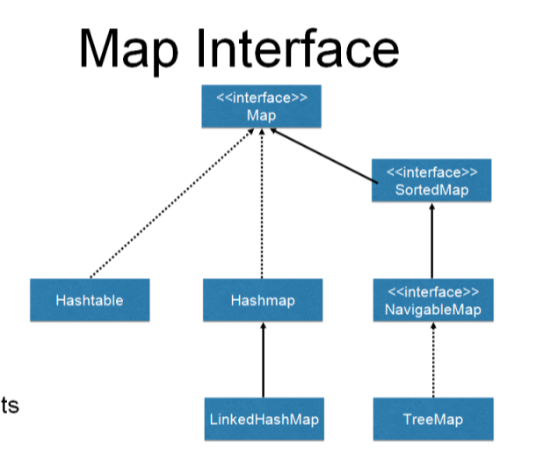 Map Interface
<<interface>>
Map
<<interface>>
SortedMap
Hashtable
Hashmap
<<interface>>
NavigableMap
ts
LinkedHashMap
TreeMap